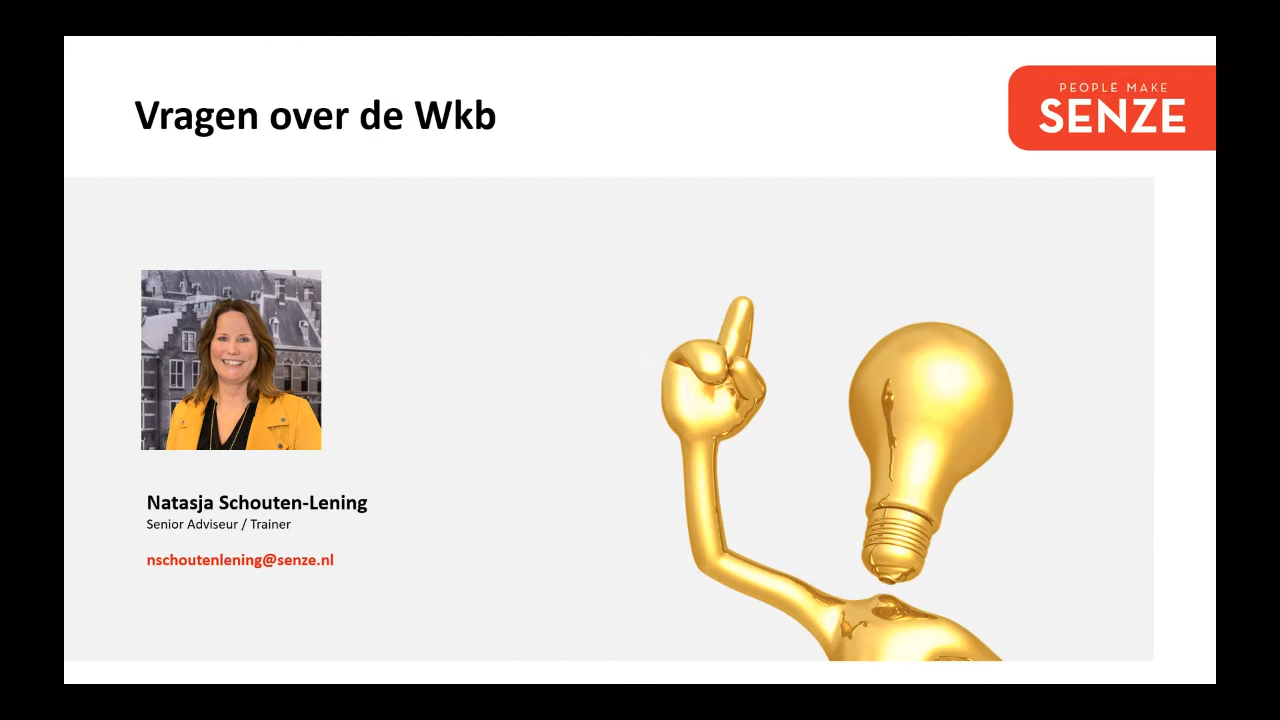 Vragen over de Wkb
PEOPLE MAKE
SENZE
Natasja Schouten-Lening
Senior Adviseur / Trainer
nschoutenlening@senze.nl